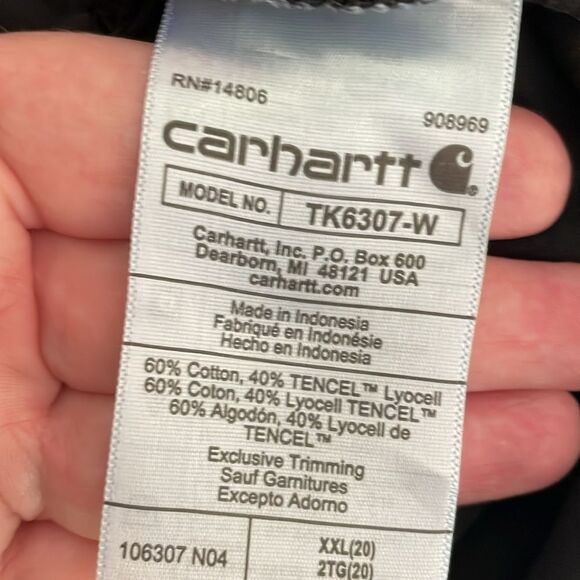 RN#14806
908969
carhartt
MODEL NO. TK6307-W
Carhartt, Inc. P.O. Box 600
Dearborn, MI 48121 USA
carhartt.com
Made in Indonesia
Fabriqué en Indonésie
Hecho en Indonesia
60% Cotton, 40% TENCEL™ Lyocell
60% Coton, 40% Lyocell TENCEL™
60% Algodón, 40% Lyocell de
TENCEL™
Exclusive Trimming
Sauf Garnitures
Excepto Adorno
106307 N04
XXL(20)
2TG(20)